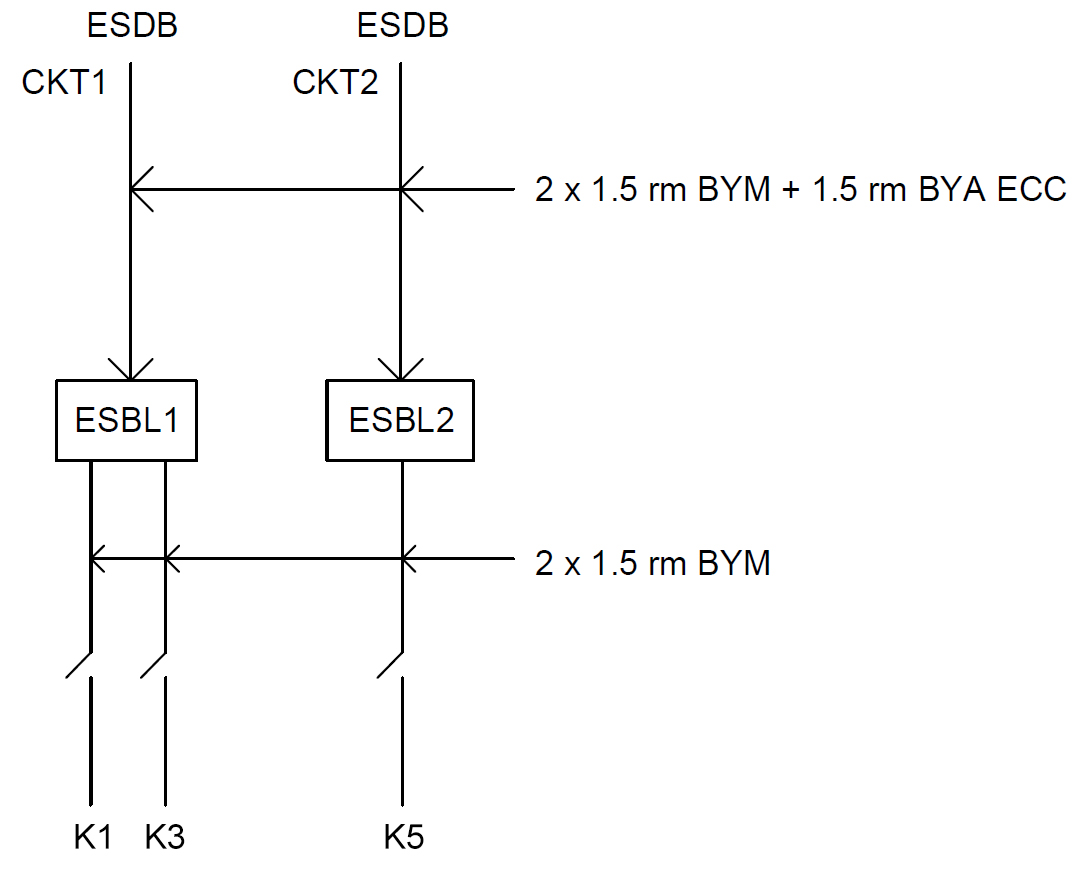 ESDB
ESDB
CKT1
CKT2
2 x 1.5 rm BYM + 1.5 rm BYA ECC
ESBL1
ESBL2
2 x 1.5 rm BYM
K1
K3
K5